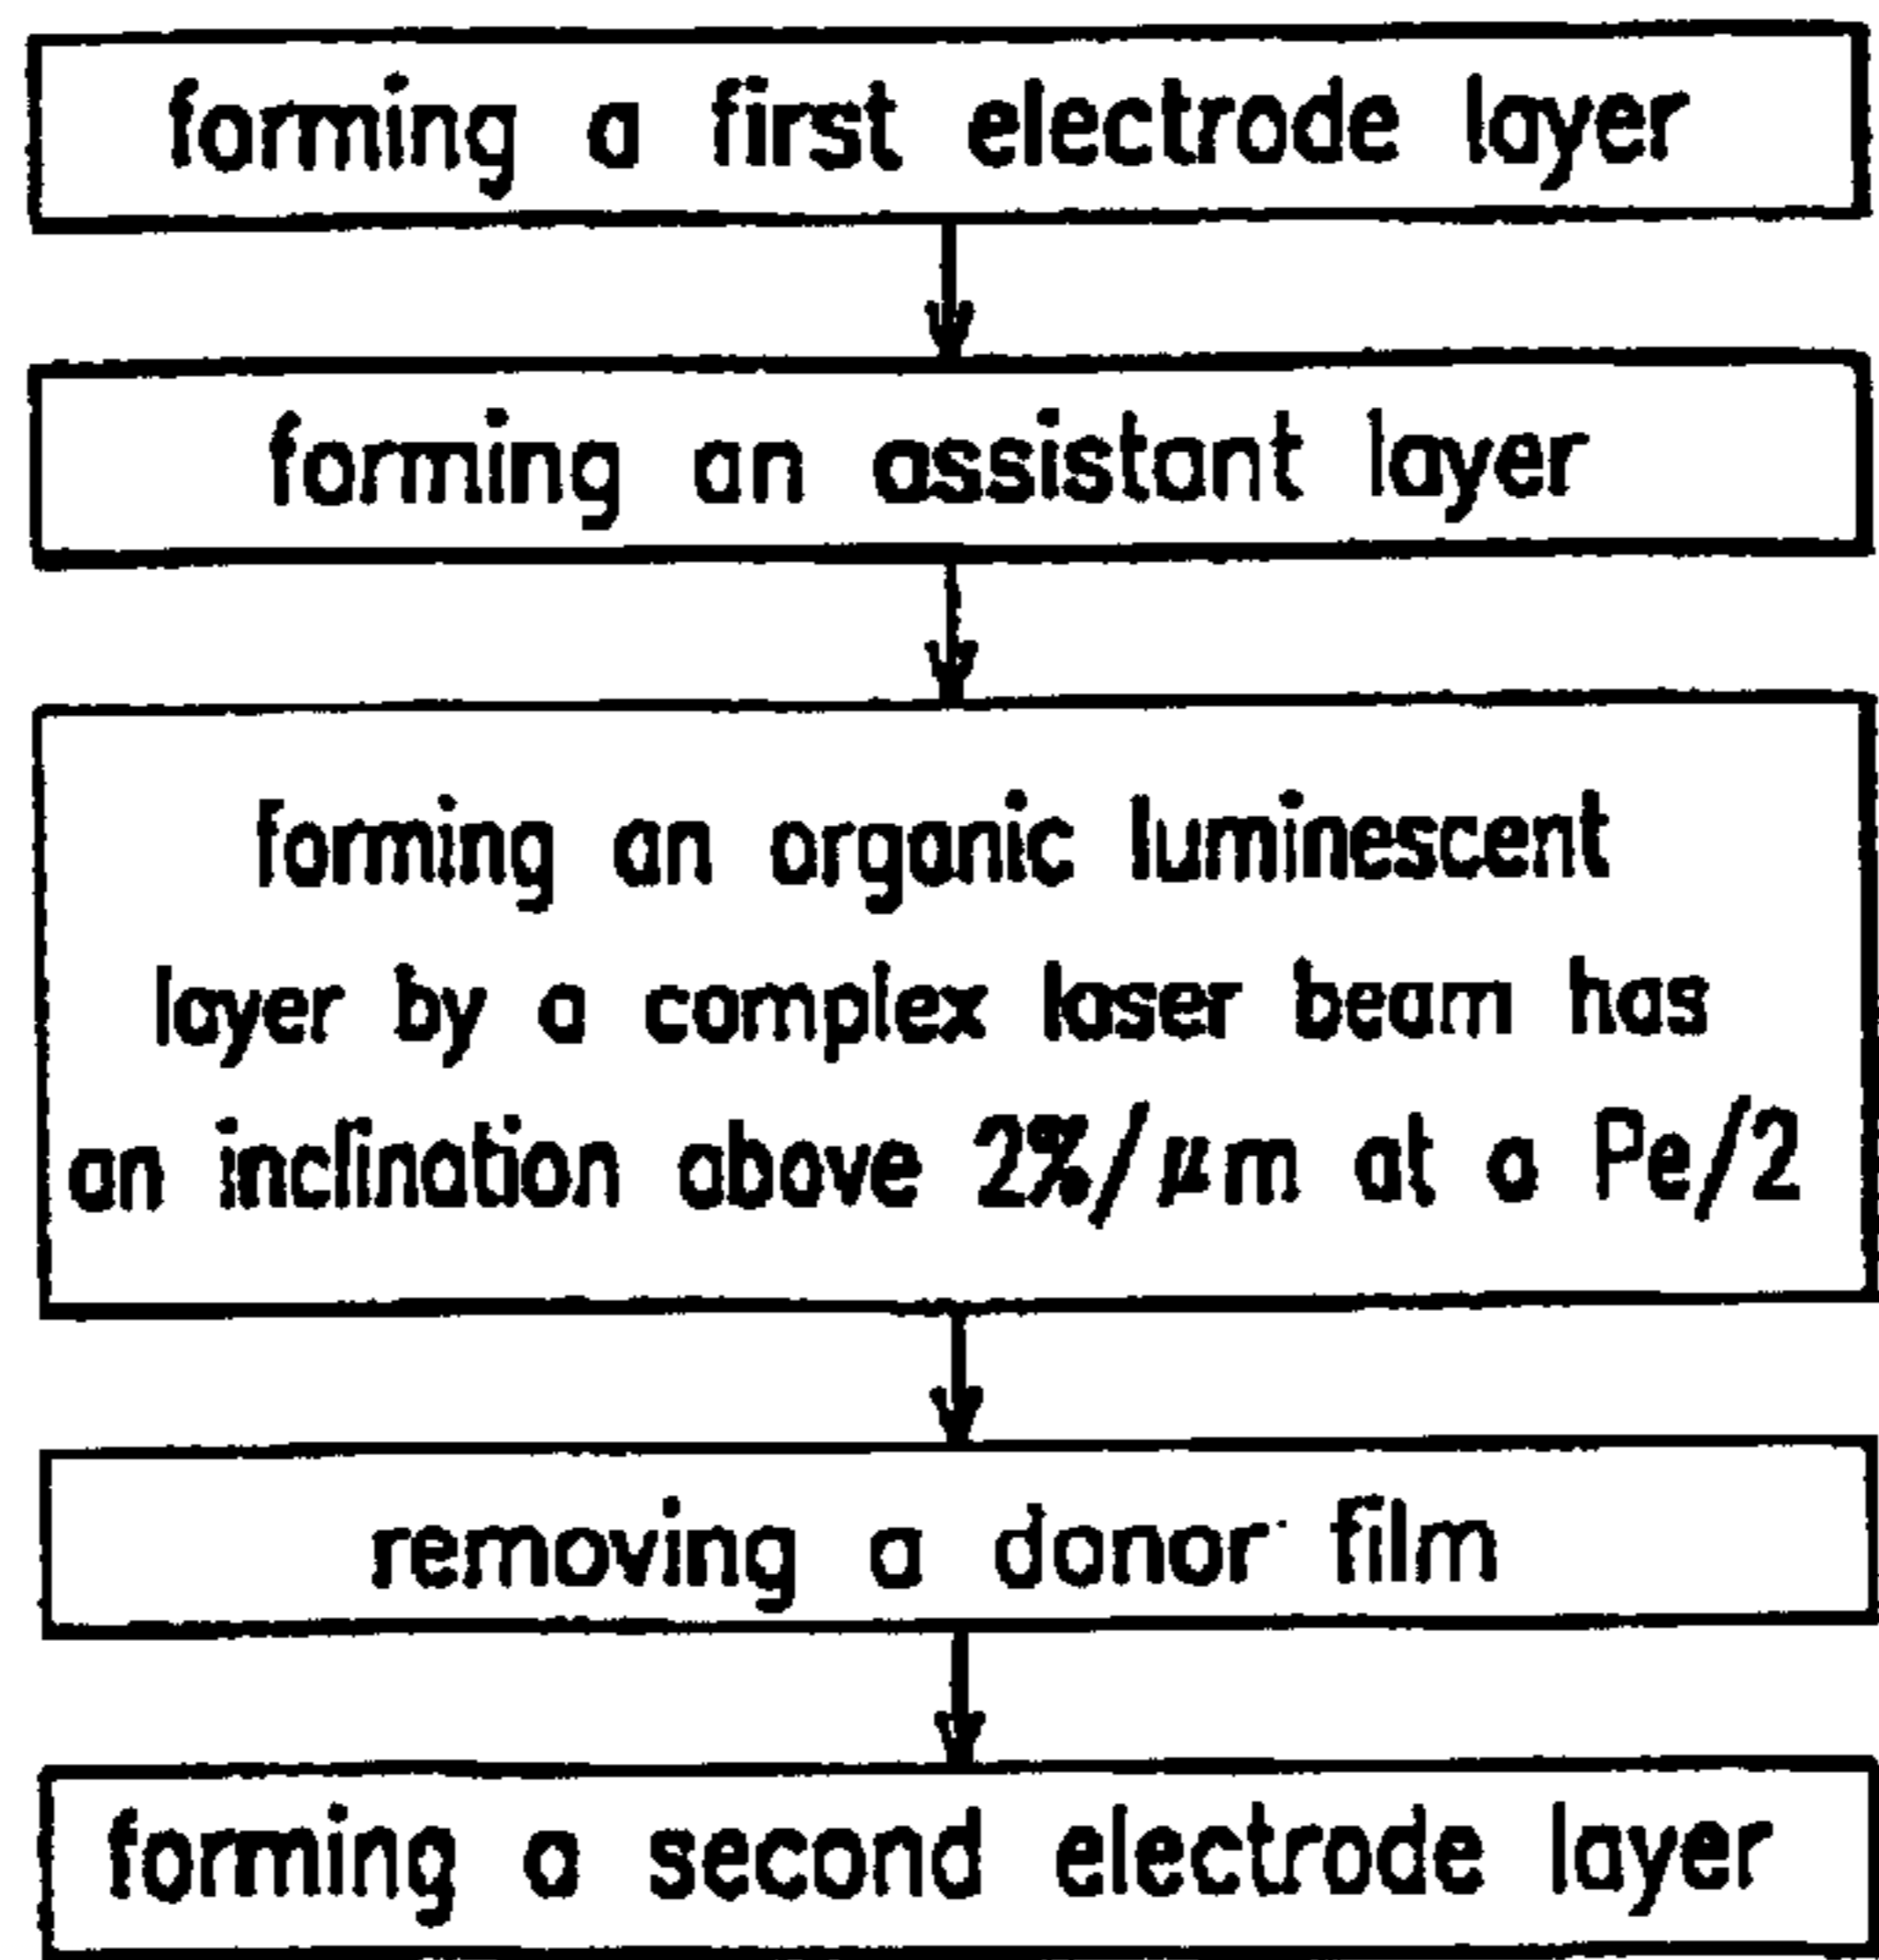 forming a first electrode layer
forming an assistant layer
forming an organic luminescent
layer by a complex laser beam has
an inclination above 2%/μm at a Pe/2
removing a donor film
forming a second electrode layer